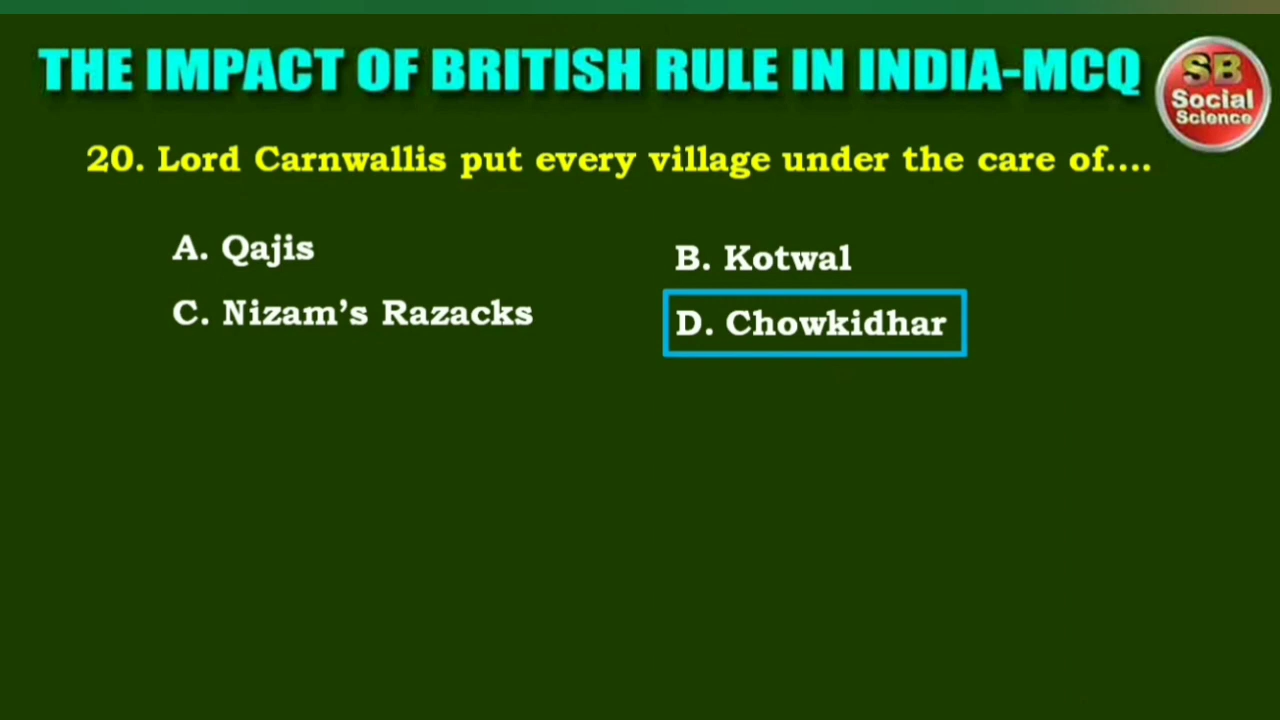 THE IMPACT OF BRITISH RULE IN INDIA-MCQ
SB
Social
Science
20. Lord Carnwallis put every village under the care of....
A. Qajis
B. Kotwal
C. Nizam's Razacks
D. Chowkidhar